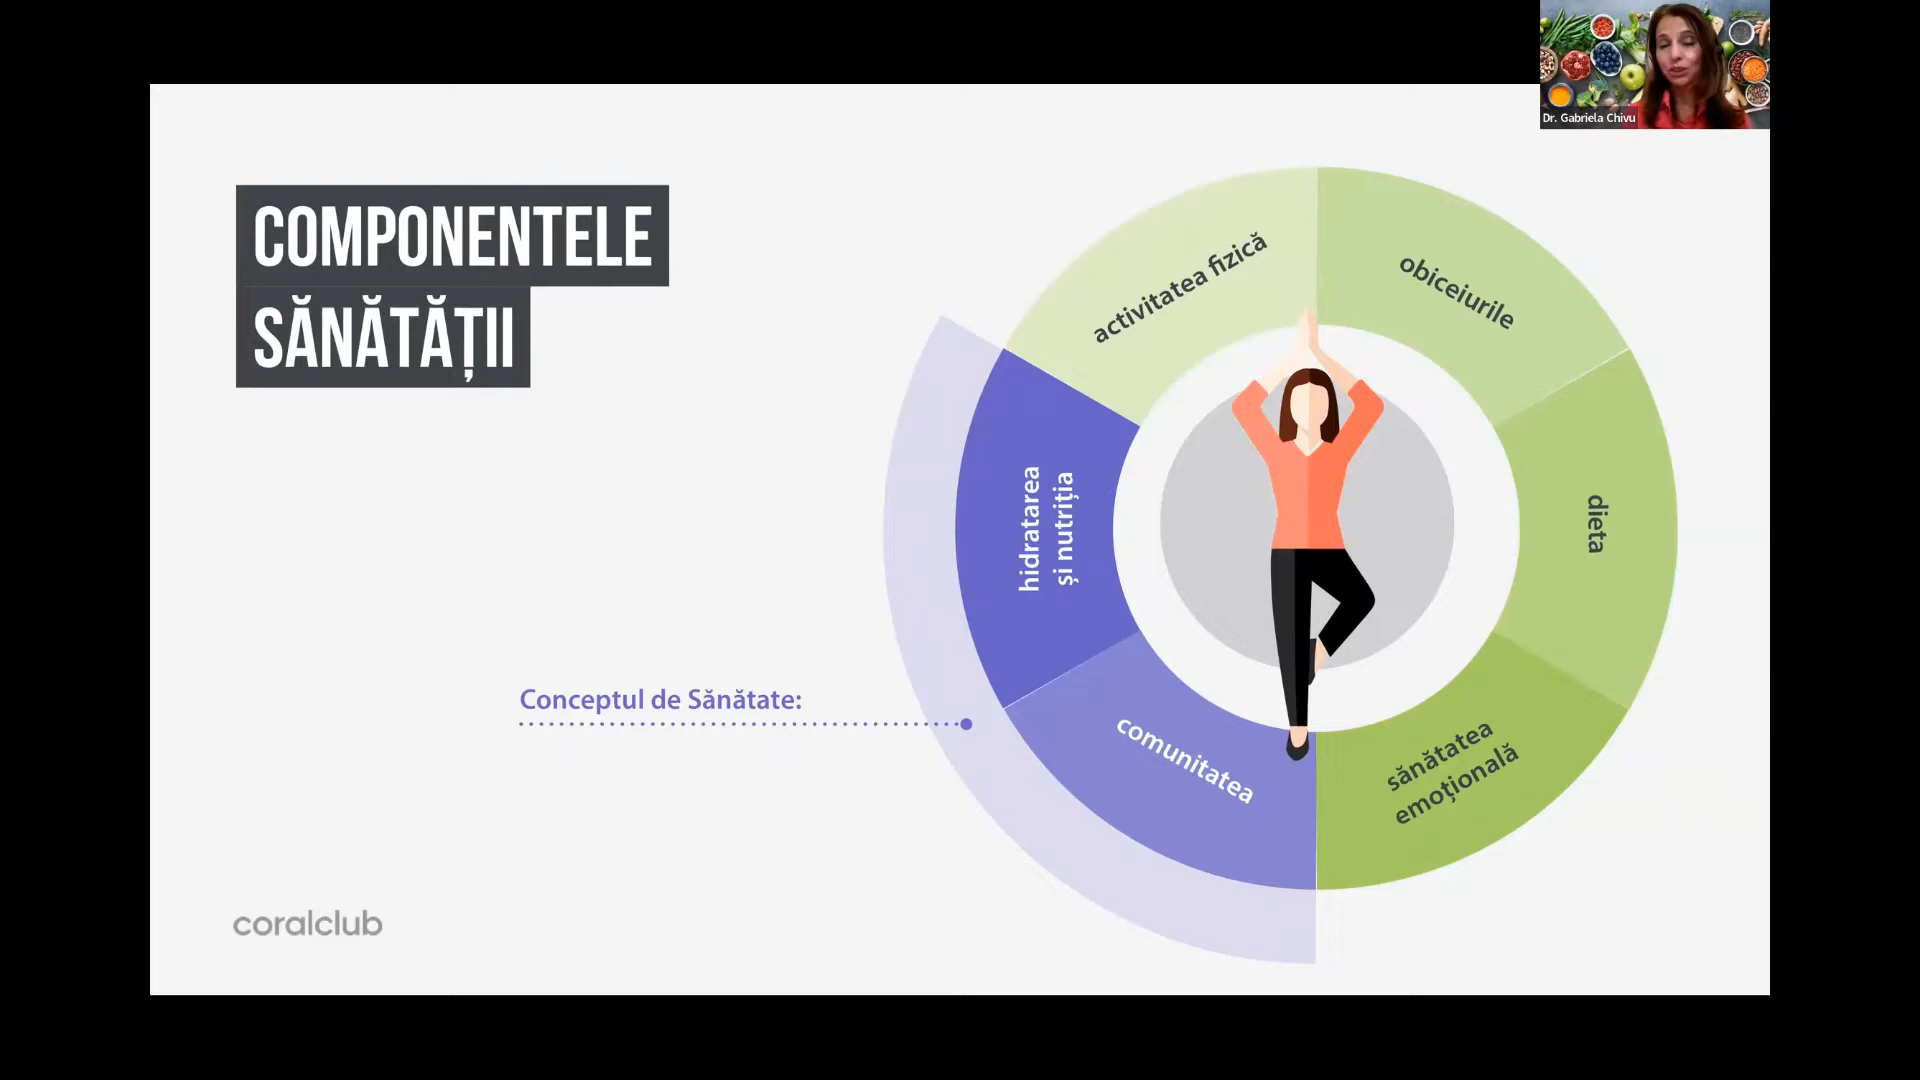 Dr. Gabriela Chivu
COMPONENTELE
SĂNĂTĂȚII
activitatea fizică
obiceiurile
hidratarea
și nutriția
dieta
Conceptul de Sănătate:
comunitatea
sănătatea
emoțională
coralclub